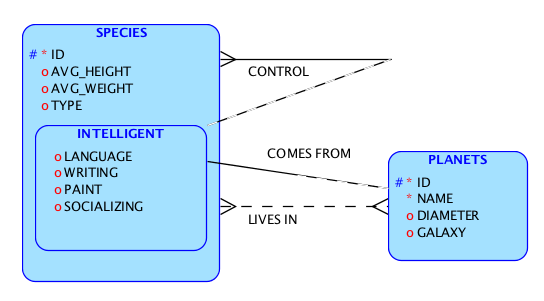 SPECIES
# * ID
o AVG_HEIGHT
o AVG_WEIGHT
o TYPE
INTELLIGENT
o LANGUAGE
o WRITING
o PAINT
o SOCIALIZING
CONTROL
COMES FROM
LIVES IN
PLANETS
# * ID
* NAME
o DIAMETER
o GALAXY